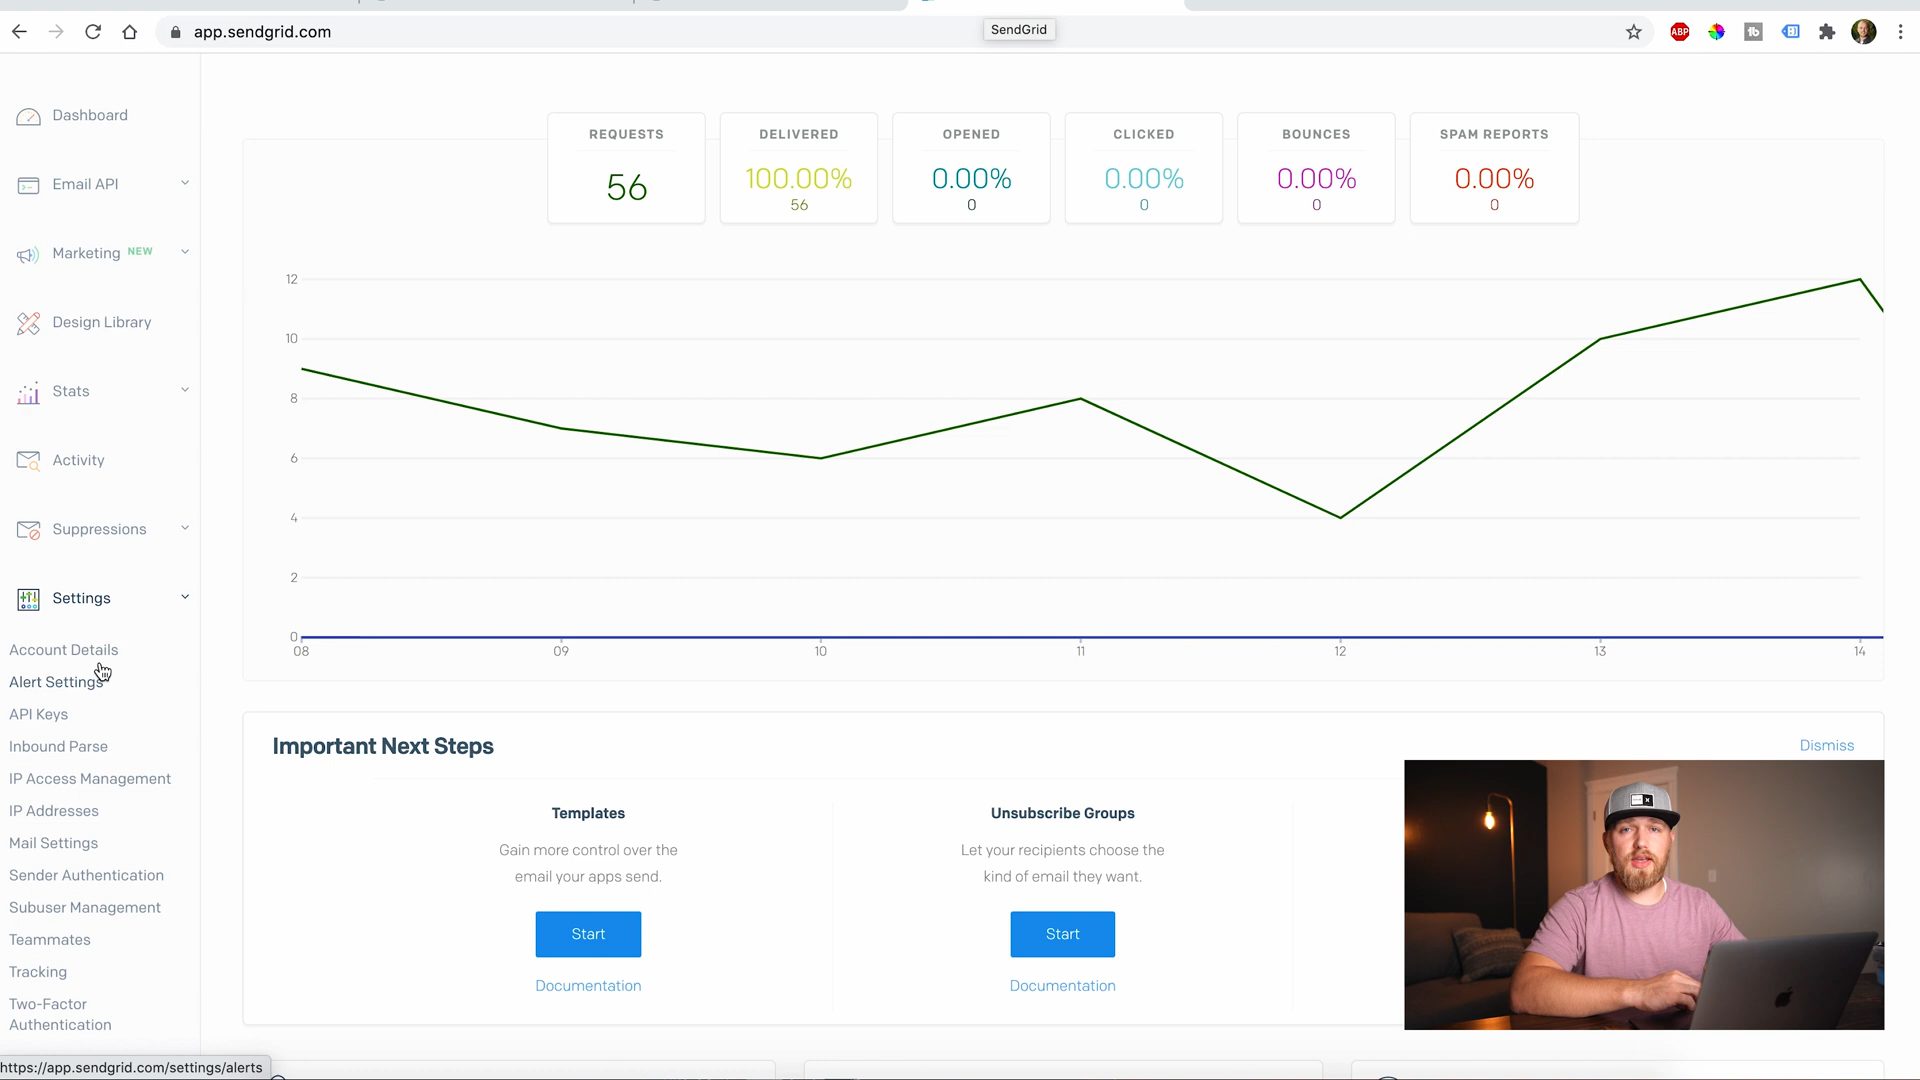 app.sendgrid.com
SendGrid
ABP
Dashboard
Email API
Marketing NEW
Design Library
Stats
Activity
Suppressions
Settings
Account Details
Alert Settings
API Keys
Inbound Parse
IP Access Management
IP Addresses
Mail Settings
Sender Authentication
Subuser Management
Teammates
Tracking
Two-Factor
Authentication
REQUESTS
56
DELIVERED
100.00%
56
OPENED
0.00%
0
CLICKED
0.00%
0
BOUNCES
0.00%
0
SPAM REPORTS
0.00%
0
12
10
8
6
4
2
0
08 09 10 11 12 13 14
Important Next Steps
Dismiss
Templates
Gain more control over the
email your apps send.
Start
Documentation
Unsubscribe Groups
Let your recipients choose the
kind of email they want.
Start
Documentation
https://app.sendgrid.com/settings/alerts